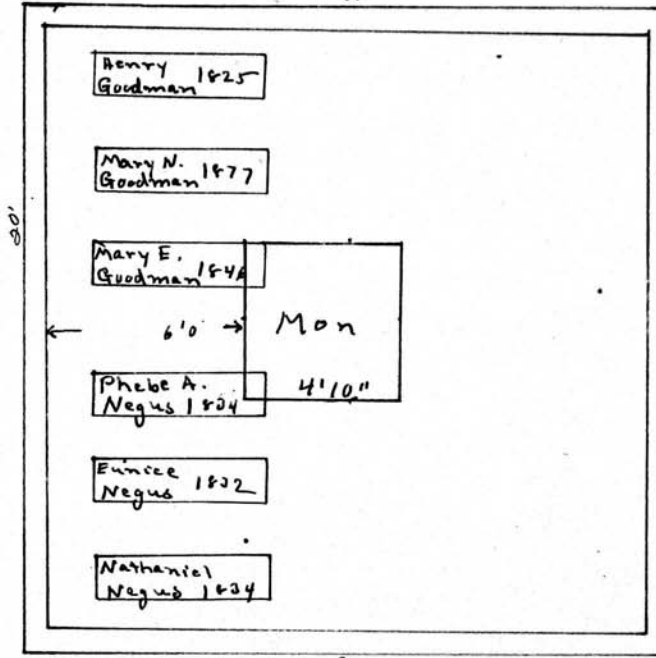 Henry
Goodman 1825
Mary N.
Goodman 1877
20'
Mary E.
Goodman
6'0
Mon
Phebe A.
Negus 1834
4'10"
Eunice
Negus 1832
Nathaniel
Negus 1834